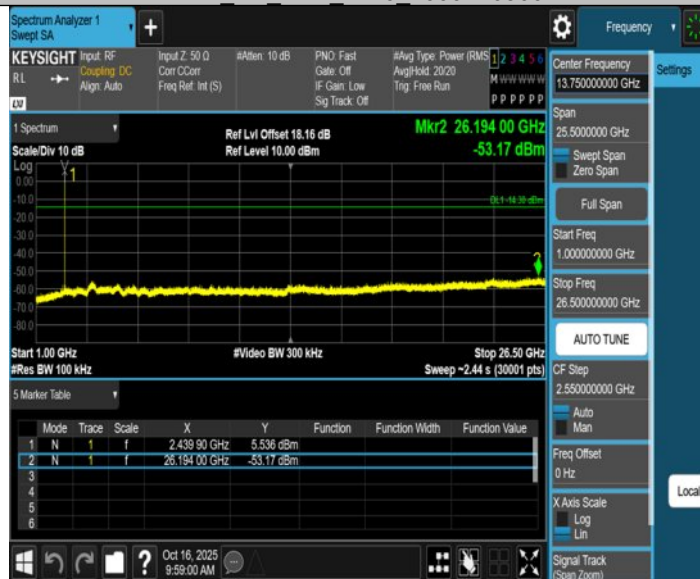 Spectrum Analyzer 1
Swept SA
+
Frequency
KEYSIGHT
RL
LXI
Input: RF
Coupling: DC
Align: Auto
Input Z: 50 Ω
Corr CCorr
Freq Ref: Int (S)
#Atten: 10 dB
PNO: Fast
Gate: Off
IF Gain: Low
Sig Track: Off
#Avg Type: Power (RMS
Avg|Hold: 20/20
Trig: Free Run
1 2 3 4 5 6
M W W W W W
P P P P P P
1 Spectrum
Scale/Div 10 dB
Ref Lvl Offset 18.16 dB
Ref Level 10.00 dBm
Mkr2 26.194 00 GHz
-53.17 dBm
Log
1
0.00
-10.0
DL1 -14.30 dBm
-20.0
-30.0
-40.0
2
-50.0
-60.0
-70.0
-80.0
Start 1.00 GHz
#Video BW 300 kHz
Stop 26.50 GHz
#Res BW 100 kHz
Sweep ~2.44 s (30001 pts)
5 Marker Table
Mode Trace Scale X Y Function Function Width Function Value
1 N 1 f 2.439 90 GHz 5.536 dBm
2 N 1 f 26.194 00 GHz -53.17 dBm
3
4
5
6
?
Oct 16, 2025
9:59:00 AM
Center Frequency
13.750000000 GHz
Settings
Span
25.5000000 GHz
Swept Span
Zero Span
Full Span
Start Freq
1.000000000 GHz
Stop Freq
26.500000000 GHz
AUTO TUNE
CF Step
2.550000000 GHz
Auto
Man
Freq Offset
0 Hz
Local
X Axis Scale
Log
Lin
Signal Track
(Span Zoom)